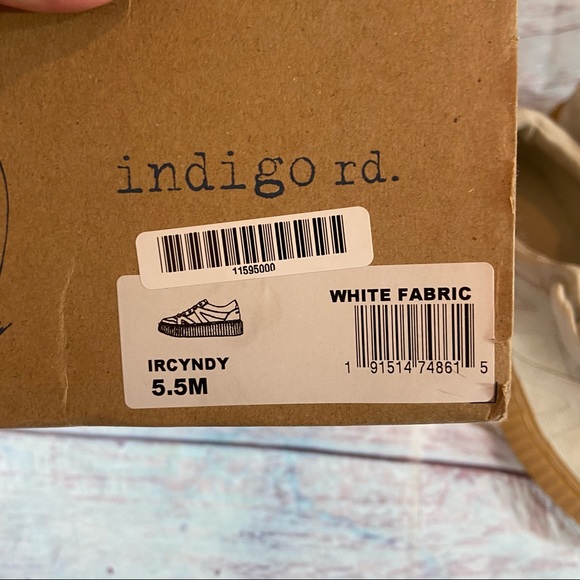 indigo rd.
11595000
WHITE FABRIC
1 91514 74861 5
IRCYNDY
5.5M